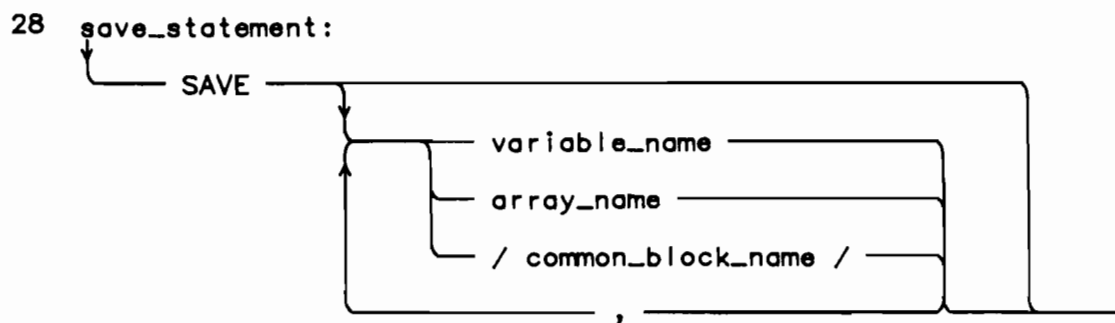 28 save_statement:
SAVE
variable_name
array_name
/ common_block_name /
,